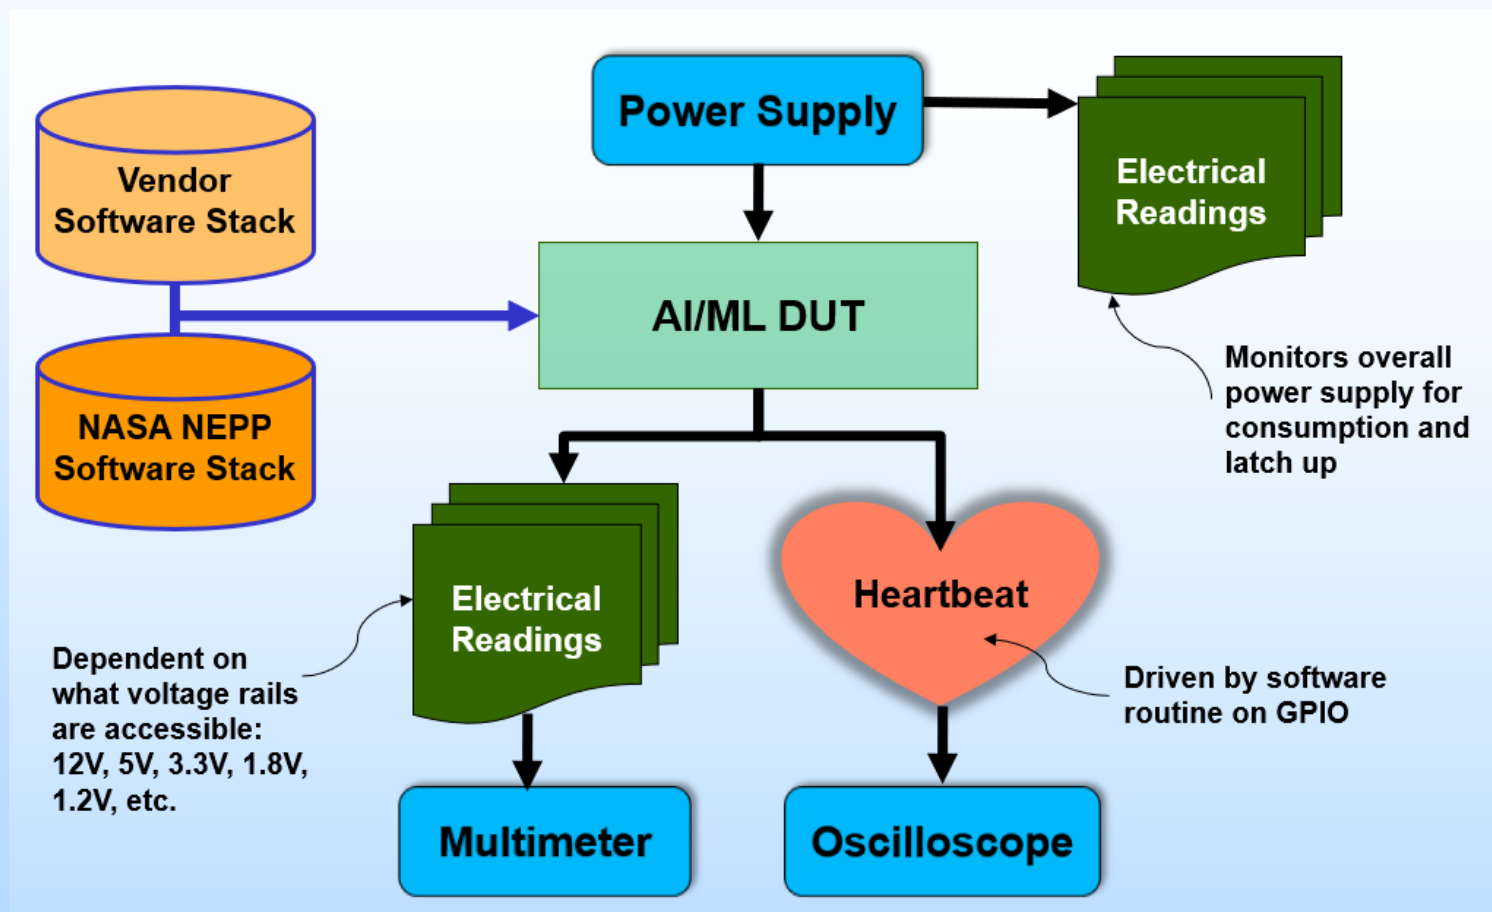 Power Supply
Electrical
Readings
Vendor
Software Stack
AI/ML DUT
Monitors overall
power supply for
consumption and
latch up
NASA NEPP
Software Stack
Electrical
Readings
Heartbeat
Dependent on
what voltage rails
are accessible:
12V, 5V, 3.3V, 1.8V,
1.2V, etc.
Driven by software
routine on GPIO
Multimeter
Oscilloscope